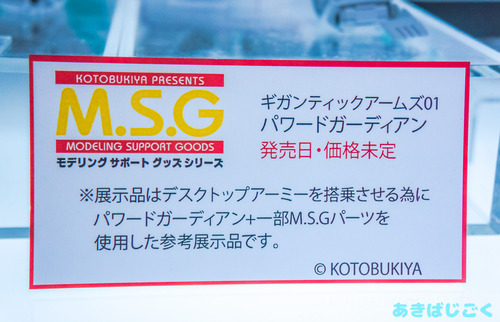 KOTOBUKIYA PRESENTS
M.S.G
MODELING SUPPORT GOODS
モデリング サポート グッズ シリーズ
ギガンティックアームズ01
パワードガーディアン
発売日・価格未定
※展示品はデスクトップアーミーを搭乗させる為に
パワードガーディアン+一部M.S.Gパーツを
使用した参考展示品です。
© KOTOBUKIYA
あきばじごく